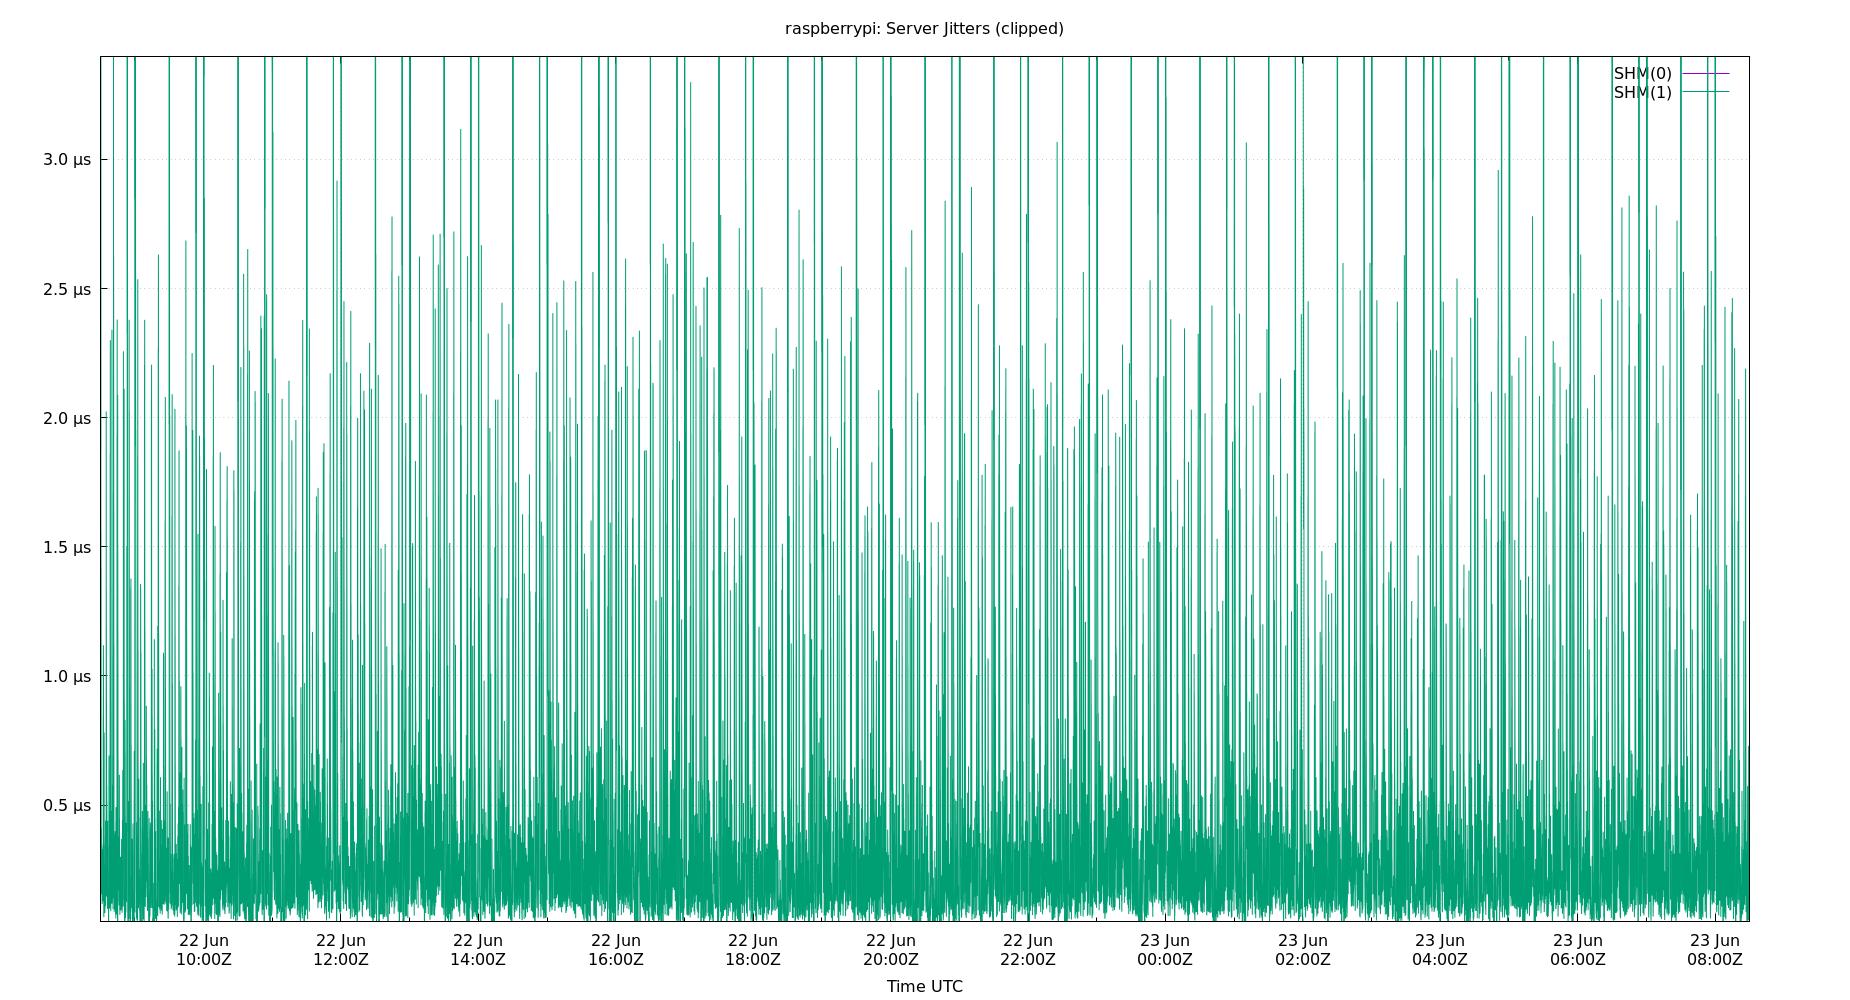 raspberrypi: Server Jitters (clipped)
SHM(0)
SHM(1)
3.0 µs
2.5 µs
2.0 µs
1.5 µs
1.0 µs
0.5 µs
22 Jun 22 Jun 22 Jun 22 Jun 22 Jun 22 Jun 22 Jun 23 Jun 23 Jun 23 Jun 23 Jun 23 Jun
10:00Z 12:00Z 14:00Z 16:00Z 18:00Z 20:00Z 22:00Z 00:00Z 02:00Z 04:00Z 06:00Z 08:00Z
Time UTC